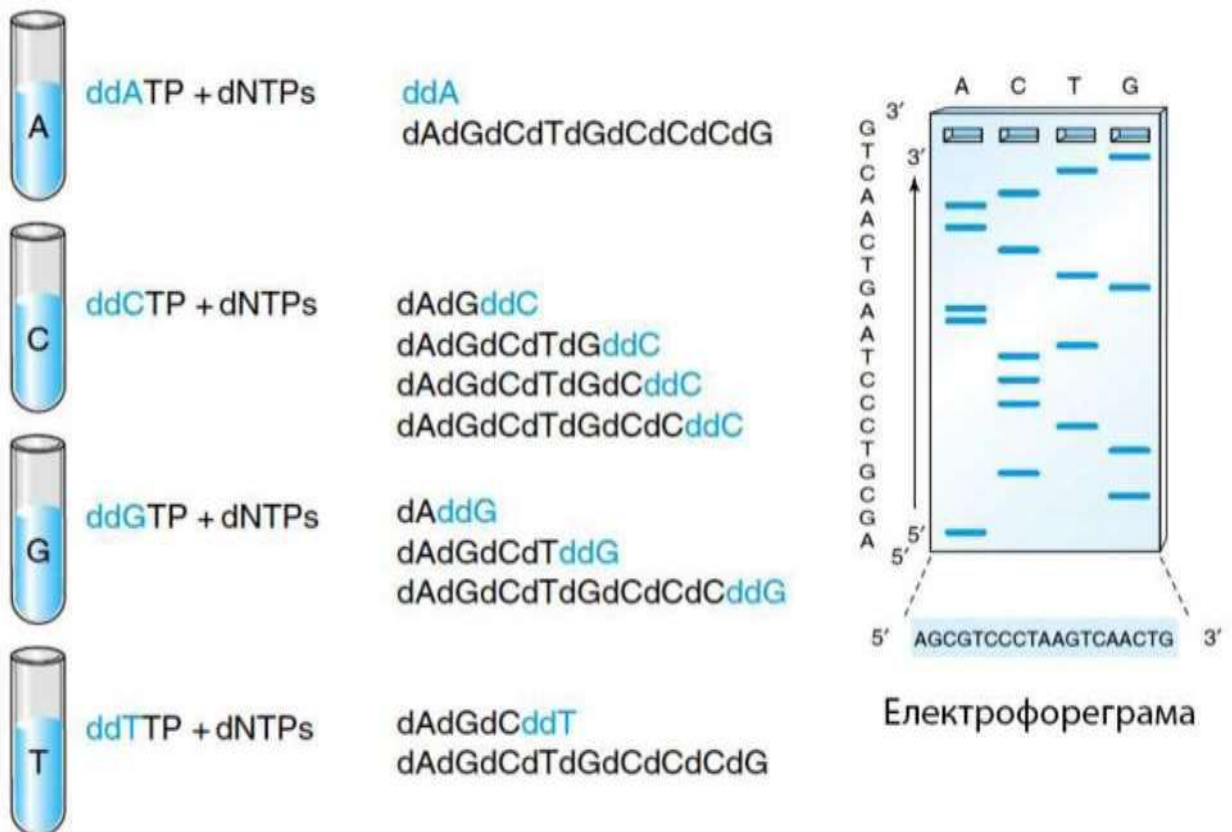 A
ddATP + dNTPs
ddA
dAdGdCdTdGdCdCdCdG
C
ddCTP + dNTPs
dAdGddC
dAdGdCdTdGddC
dAdGdCdTdGdCddC
dAdGdCdTdGdCdCddC
G
ddGTP + dNTPs
dAddG
dAdGdCdTddG
dAdGdCdTdGdCdCdCddG
T
ddTTP + dNTPs
dAdGdCddT
dAdGdCdTdGdCdCdCdG
A C T G
3′
3′
G
T
C
A
A
C
T
G
A
A
T
C
C
C
T
G
C
G
A
5′
5′
5′ AGCGTCCCTAAGTCAACTG 3′
Електрофореграма